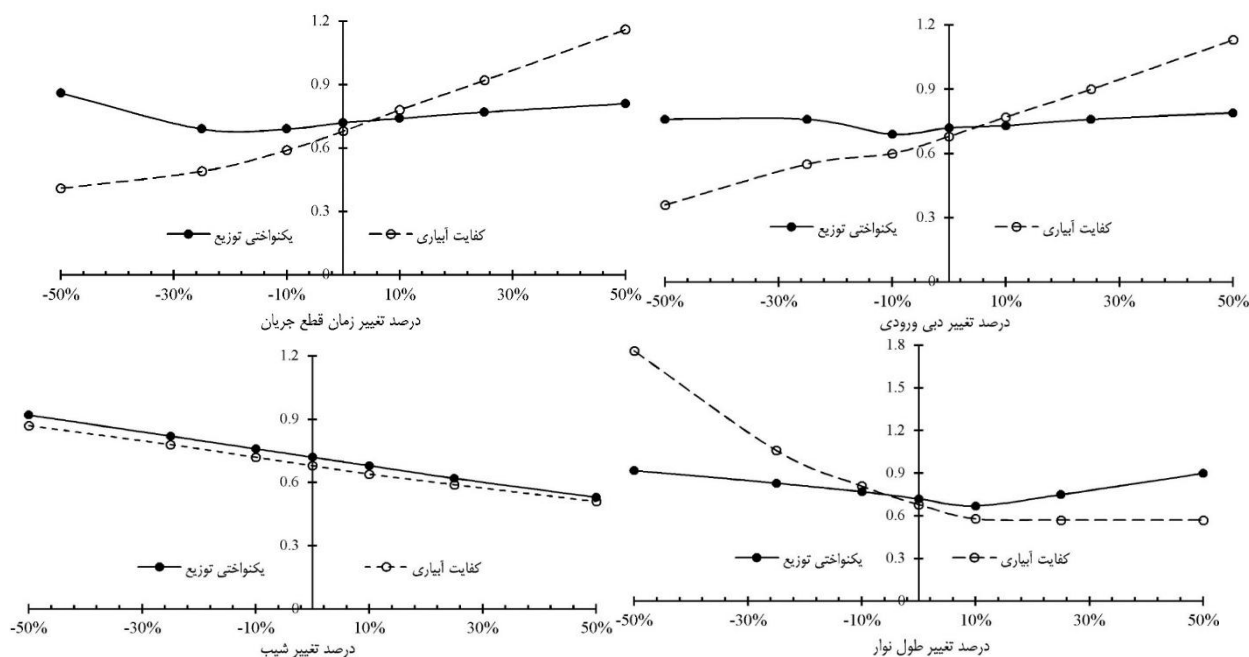 1.2
0.9
0.6
0.3
0
یکنواختی توزیع
کفایت آبیاری
-50% -30% -10% 10% 30% 50%
درصد تغییر زمان قطع جریان
1.2
0.9
0.6
0.3
0
یکنواختی توزیع
کفایت آبیاری
-50% -30% -10% 10% 30% 50%
درصد تغییر دبی ورودی
1.2
0.9
0.6
0.3
0
یکنواختی توزیع
کفایت آبیاری
-50% -30% -10% 10% 30% 50%
درصد تغییر شیب
1.8
1.5
1.2
0.9
0.6
0.3
0
یکنواختی توزیع
کفایت آبیاری
-50% -30% -10% 10% 30% 50%
درصد تغییر طول نوار